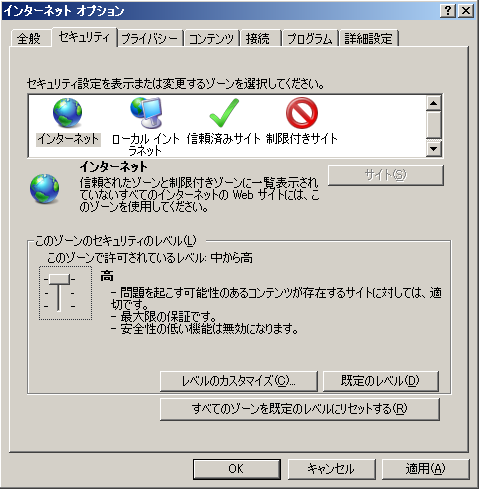 インターネット オプション
全般
セキュリティ
プライバシー
コンテンツ
接続
プログラム
詳細設定
セキュリティ設定を表示または変更するゾーンを選択してください。
インターネット
ローカル イント
ラネット
信頼済みサイト
制限付きサイト
インターネット
信頼されたゾーンと制限付きゾーンに一覧表示され
ていないすべてのインターネットの Web サイトには、こ
のゾーンを使用してください。
サイト(S)
このゾーンのセキュリティのレベル(L)
このゾーンで許可されているレベル: 中から高
高
- 問題を起こす可能性のあるコンテンツが存在するサイトに対しては、適
切です。
- 最大限の保証です。
- 安全性の低い機能は無効になります。
レベルのカスタマイズ(C)...
既定のレベル(D)
すべてのゾーンを既定のレベルにリセットする(R)
OK
キャンセル
適用(A)